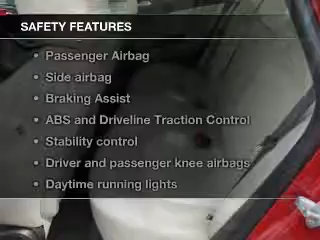 SAFETY FEATURES
• Passenger Airbag
• Side airbag
• Braking Assist
• ABS and Driveline Traction Control
• Stability control
• Driver and passenger knee airbags
• Daytime running lights